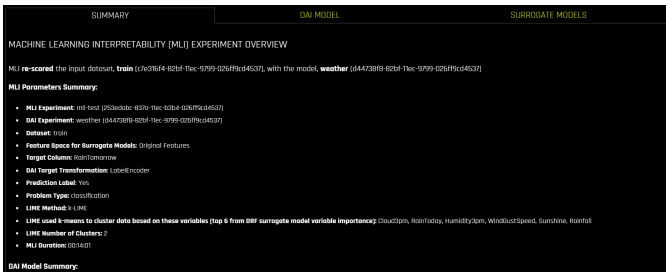 SUMMARY
DAI MODEL
SURROGATE MODELS
MACHINE LEARNING INTERPRETABILITY (MLI) EXPERIMENT OVERVIEW
MLI re-scored the input dataset, train (c7e316f4-82bf-11ec-9799-026ff9cd4537), with the model, weather (d44738f8-82bf-11ec-9799-026ff9cd4537)
MLI Parameters Summary:
MLI Experiment: mli-test (253edabc-837a-11ec-b3b4-026ff9cd4537)
DAI Experiment: weather (d44738f8-82bf-11ec-9799-026ff9cd4537)
Dataset: train
Feature Space for Surrogate Models: Original Features
Target Column: RainTomorrow
DAI Target Transformation: LabelEncoder
Prediction Label: Yes
Problem Type: classification
LIME Method: k-LIME
LIME used k-means to cluster data based on these variables (top 6 from DRF surrogate model variable importance): Cloud3pm, RainToday, Humidity3pm, WindGustSpeed, Sunshine, Rainfall
LIME Number of Clusters: 2
MLI Duration: 00:14:01
DAI Model Summary: